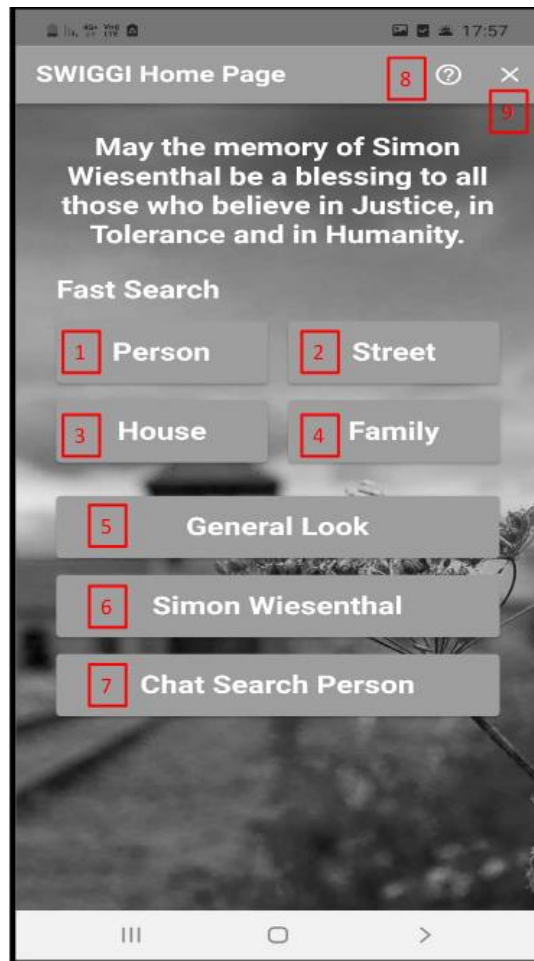 17:57
SWIGGI Home Page 8 ? ×
9
May the memory of Simon
Wiesenthal be a blessing to all
those who believe in Justice, in
Tolerance and in Humanity.
Fast Search
1 Person 2 Street
3 House 4 Family
5 General Look
6 Simon Wiesenthal
7 Chat Search Person